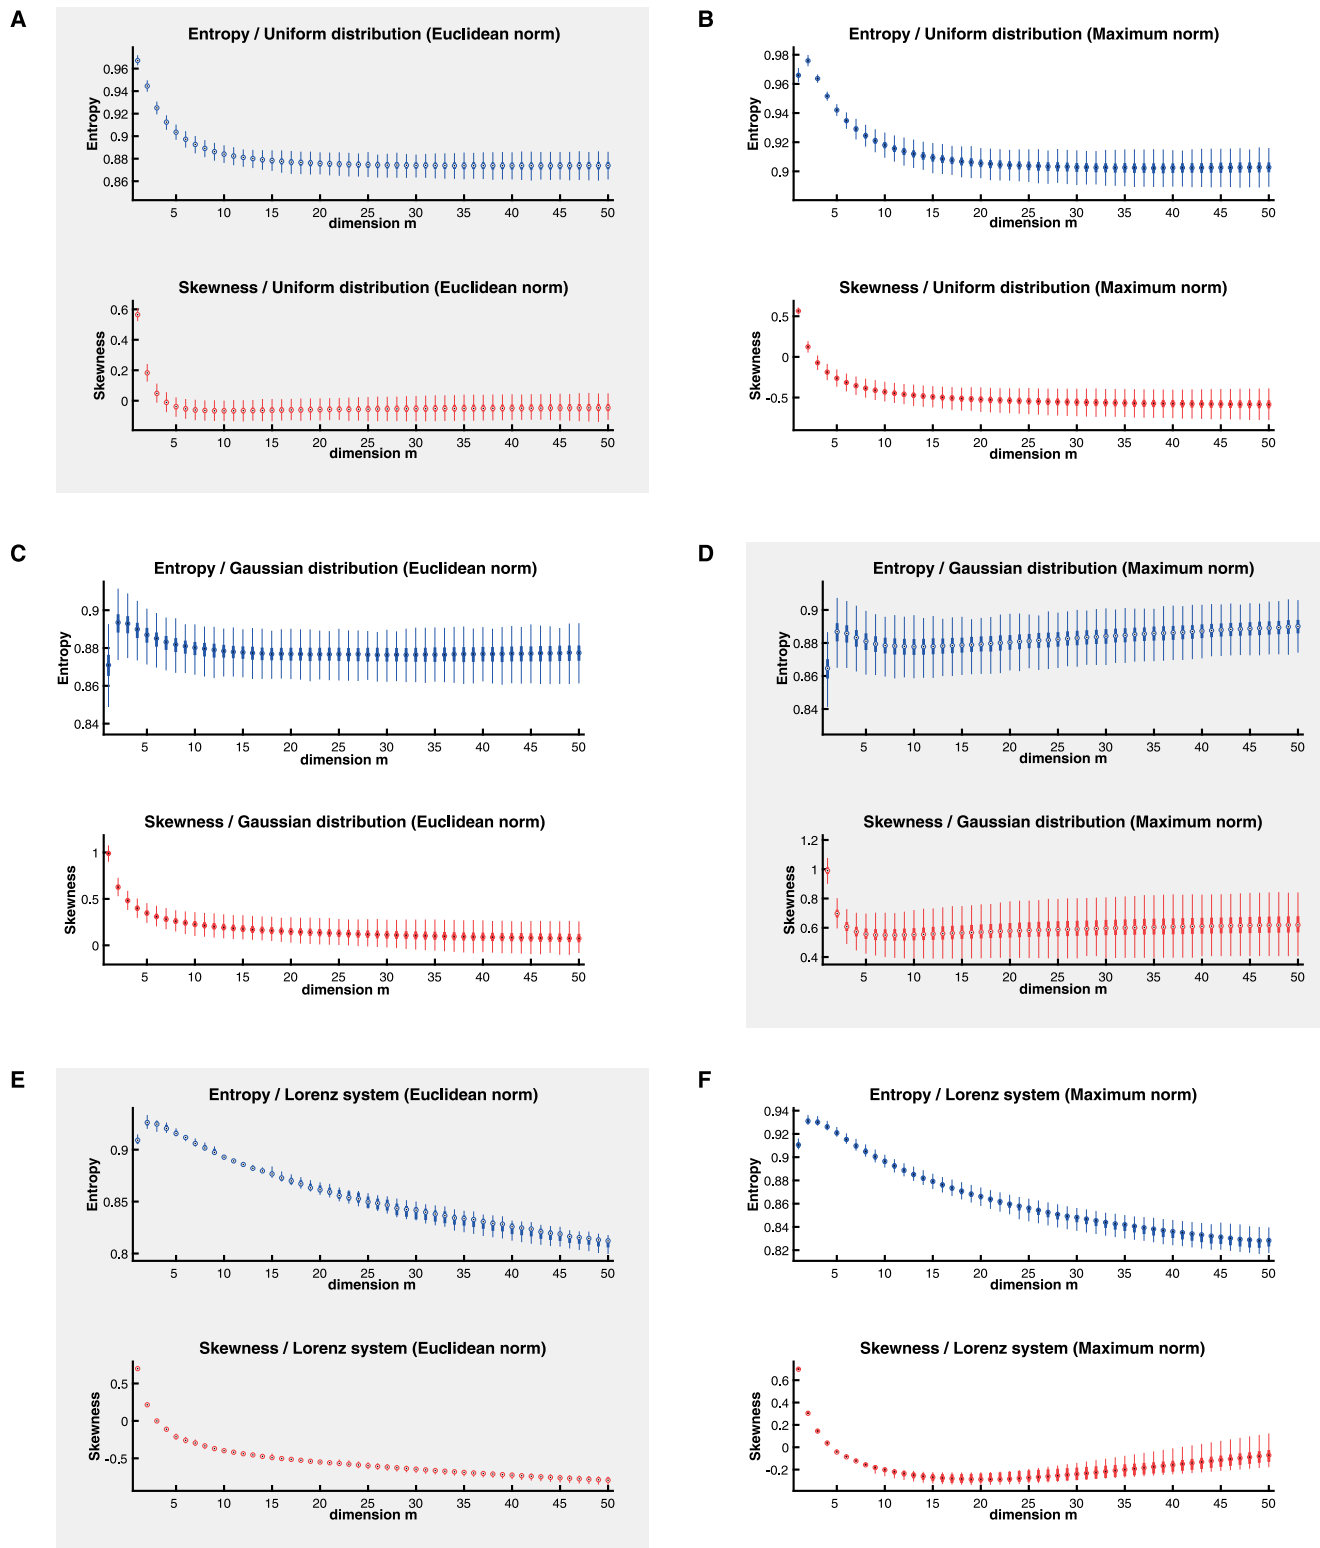 A
Entropy / Uniform distribution (Euclidean norm)
0.96
0.94
0.92
0.9
0.88
0.86
Entropy
5 10 15 20 25 30 35 40 45 50
dimension m
Skewness / Uniform distribution (Euclidean norm)
0.6
0.4
0.2
0
Skewness
5 10 15 20 25 30 35 40 45 50
dimension m
B
Entropy / Uniform distribution (Maximum norm)
0.98
0.96
0.94
0.92
0.9
Entropy
5 10 15 20 25 30 35 40 45 50
dimension m
Skewness / Uniform distribution (Maximum norm)
0.5
0
-0.5
Skewness
5 10 15 20 25 30 35 40 45 50
dimension m
C
Entropy / Gaussian distribution (Euclidean norm)
0.9
0.88
0.86
0.84
Entropy
5 10 15 20 25 30 35 40 45 50
dimension m
Skewness / Gaussian distribution (Euclidean norm)
1
0.5
0
Skewness
5 10 15 20 25 30 35 40 45 50
dimension m
D
Entropy / Gaussian distribution (Maximum norm)
0.9
0.88
0.86
0.84
Entropy
5 10 15 20 25 30 35 40 45 50
dimension m
Skewness / Gaussian distribution (Maximum norm)
1.2
1
0.8
0.6
0.4
Skewness
5 10 15 20 25 30 35 40 45 50
dimension m
E
Entropy / Lorenz system (Euclidean norm)
0.9
0.85
0.8
Entropy
5 10 15 20 25 30 35 40 45 50
dimension m
Skewness / Lorenz system (Euclidean norm)
0.5
0
-0.5
Skewness
5 10 15 20 25 30 35 40 45 50
dimension m
F
Entropy / Lorenz system (Maximum norm)
0.94
0.92
0.9
0.88
0.86
0.84
0.82
Entropy
5 10 15 20 25 30 35 40 45 50
dimension m
Skewness / Lorenz system (Maximum norm)
0.6
0.4
0.2
0
-0.2
Skewness
5 10 15 20 25 30 35 40 45 50
dimension m